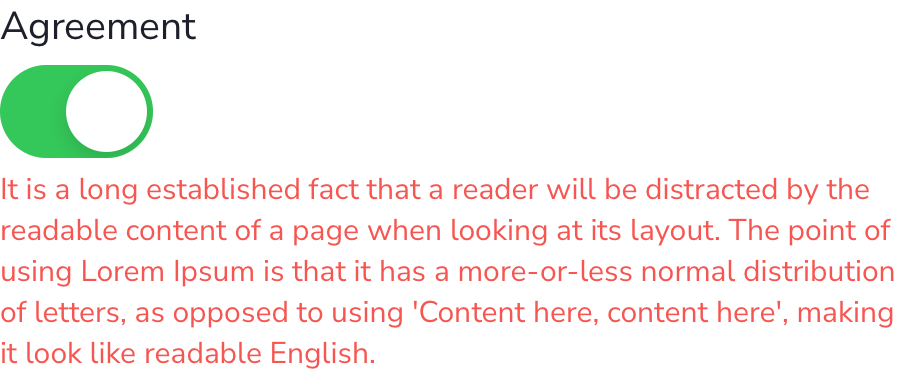 Agreement
It is a long established fact that a reader will be distracted by the
readable content of a page when looking at its layout. The point of
using Lorem Ipsum is that it has a more-or-less normal distribution
of letters, as opposed to using 'Content here, content here', making
it look like readable English.